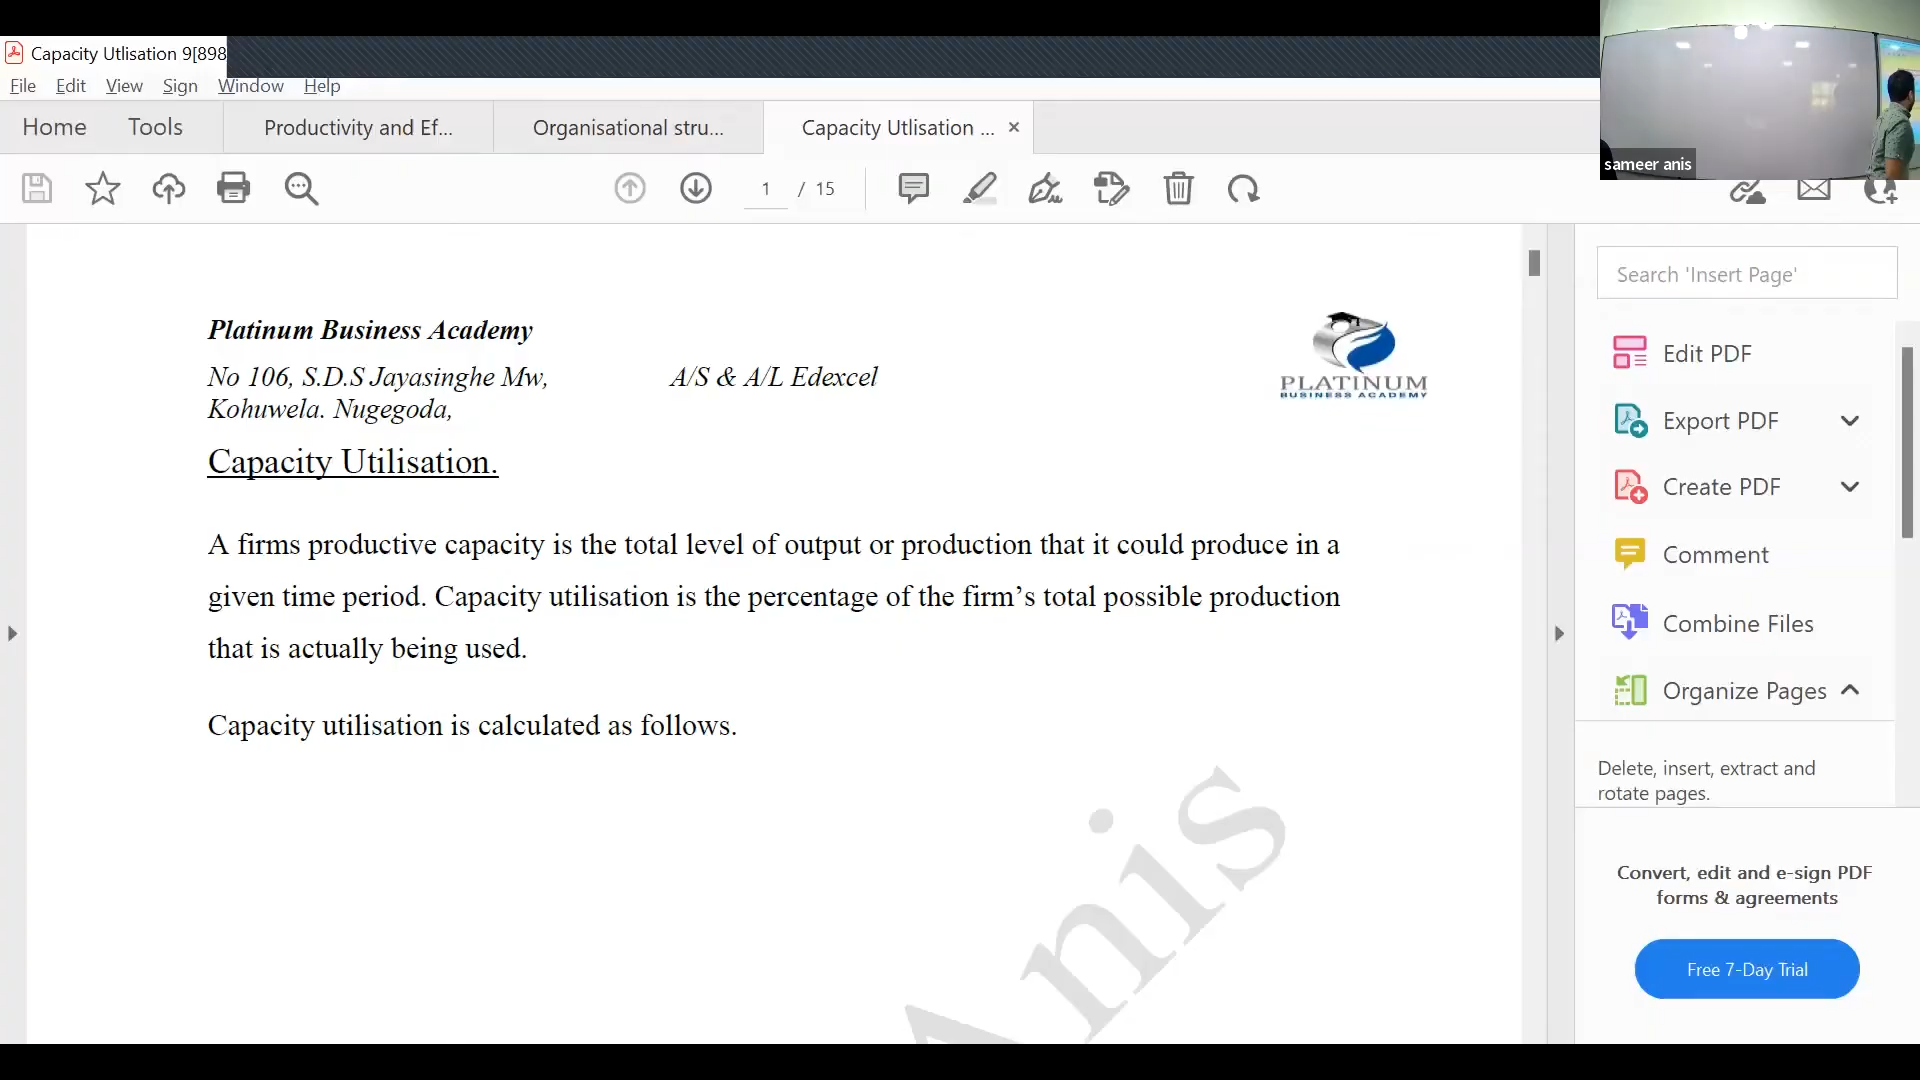 Capacity Utlisation 9[898
File Edit View Sign Window Help
Home Tools Productivity and Ef... Organisational stru... Capacity Utlisation ... ×
1 / 15
sameer anis
Search 'Insert Page'
Platinum Business Academy
No 106, S.D.S Jayasinghe Mw, A/S & A/L Edexcel
Kohuwela. Nugegoda,
PLATINUM
BUSINESS ACADEMY
Capacity Utilisation.
A firms productive capacity is the total level of output or production that it could produce in a
given time period. Capacity utilisation is the percentage of the firm’s total possible production
that is actually being used.
Capacity utilisation is calculated as follows.
Anis
Edit PDF
Export PDF
Create PDF
Comment
Combine Files
Organize Pages
Delete, insert, extract and
rotate pages.
Convert, edit and e-sign PDF
forms & agreements
Free 7-Day Trial